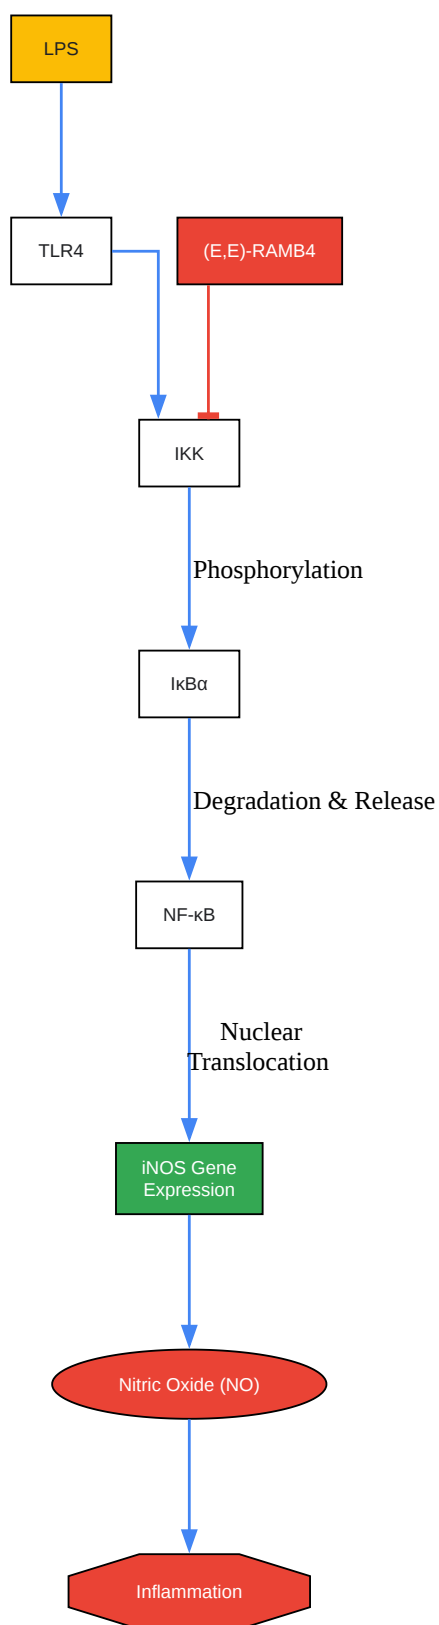 LPS
TLR4
(E,E)-RAMB4
IKK
Phosphorylation
IκBα
Degradation & Release
NF-κB
Nuclear
Translocation
iNOS Gene
Expression
Nitric Oxide (NO)
Inflammation